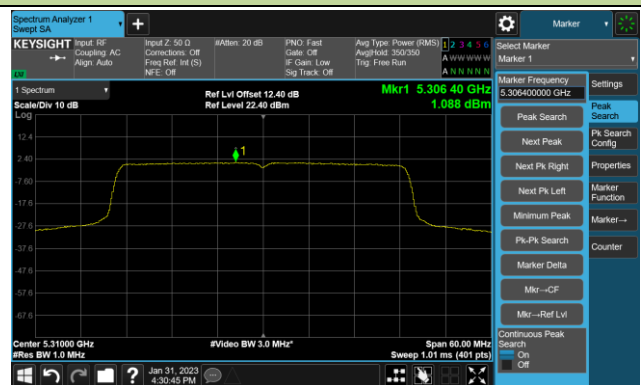 Spectrum Analyzer 1
Swept SA
Marker
KEYSIGHT
Input: RF
Coupling: AC
Align: Auto
Input Z: 50 Ω
Corrections: Off
Freq Ref: Int (S)
NFE: Off
#Atten: 20 dB
PNO: Fast
Gate: Off
IF Gain: Low
Sig Track: Off
Avg Type: Power (RMS)
Avg|Hold: 350/350
Trig: Free Run
1 2 3 4 5 6
A W W W W W
A N N N N N
Select Marker
Marker 1
1 Spectrum
Scale/Div 10 dB
Log
Ref Lvl Offset 12.40 dB
Ref Level 22.40 dBm
Mkr1 5.306 40 GHz
1.088 dBm
1
12.4
2.40
-7.60
-17.6
-27.6
-37.6
-47.6
-57.6
-67.6
Center 5.31000 GHz
#Res BW 1.0 MHz
#Video BW 3.0 MHz*
Span 60.00 MHz
Sweep 1.01 ms (401 pts)
Marker Frequency
5.306400000 GHz
Peak Search
Next Peak
Next Pk Right
Next Pk Left
Minimum Peak
Pk-Pk Search
Marker Delta
Mkr→CF
Mkr→Ref Lvl
Continuous Peak
Search
On
Off
Settings
Peak
Search
Pk Search
Config
Properties
Marker
Function
Marker→
Counter
Jan 31, 2023
4:30:45 PM